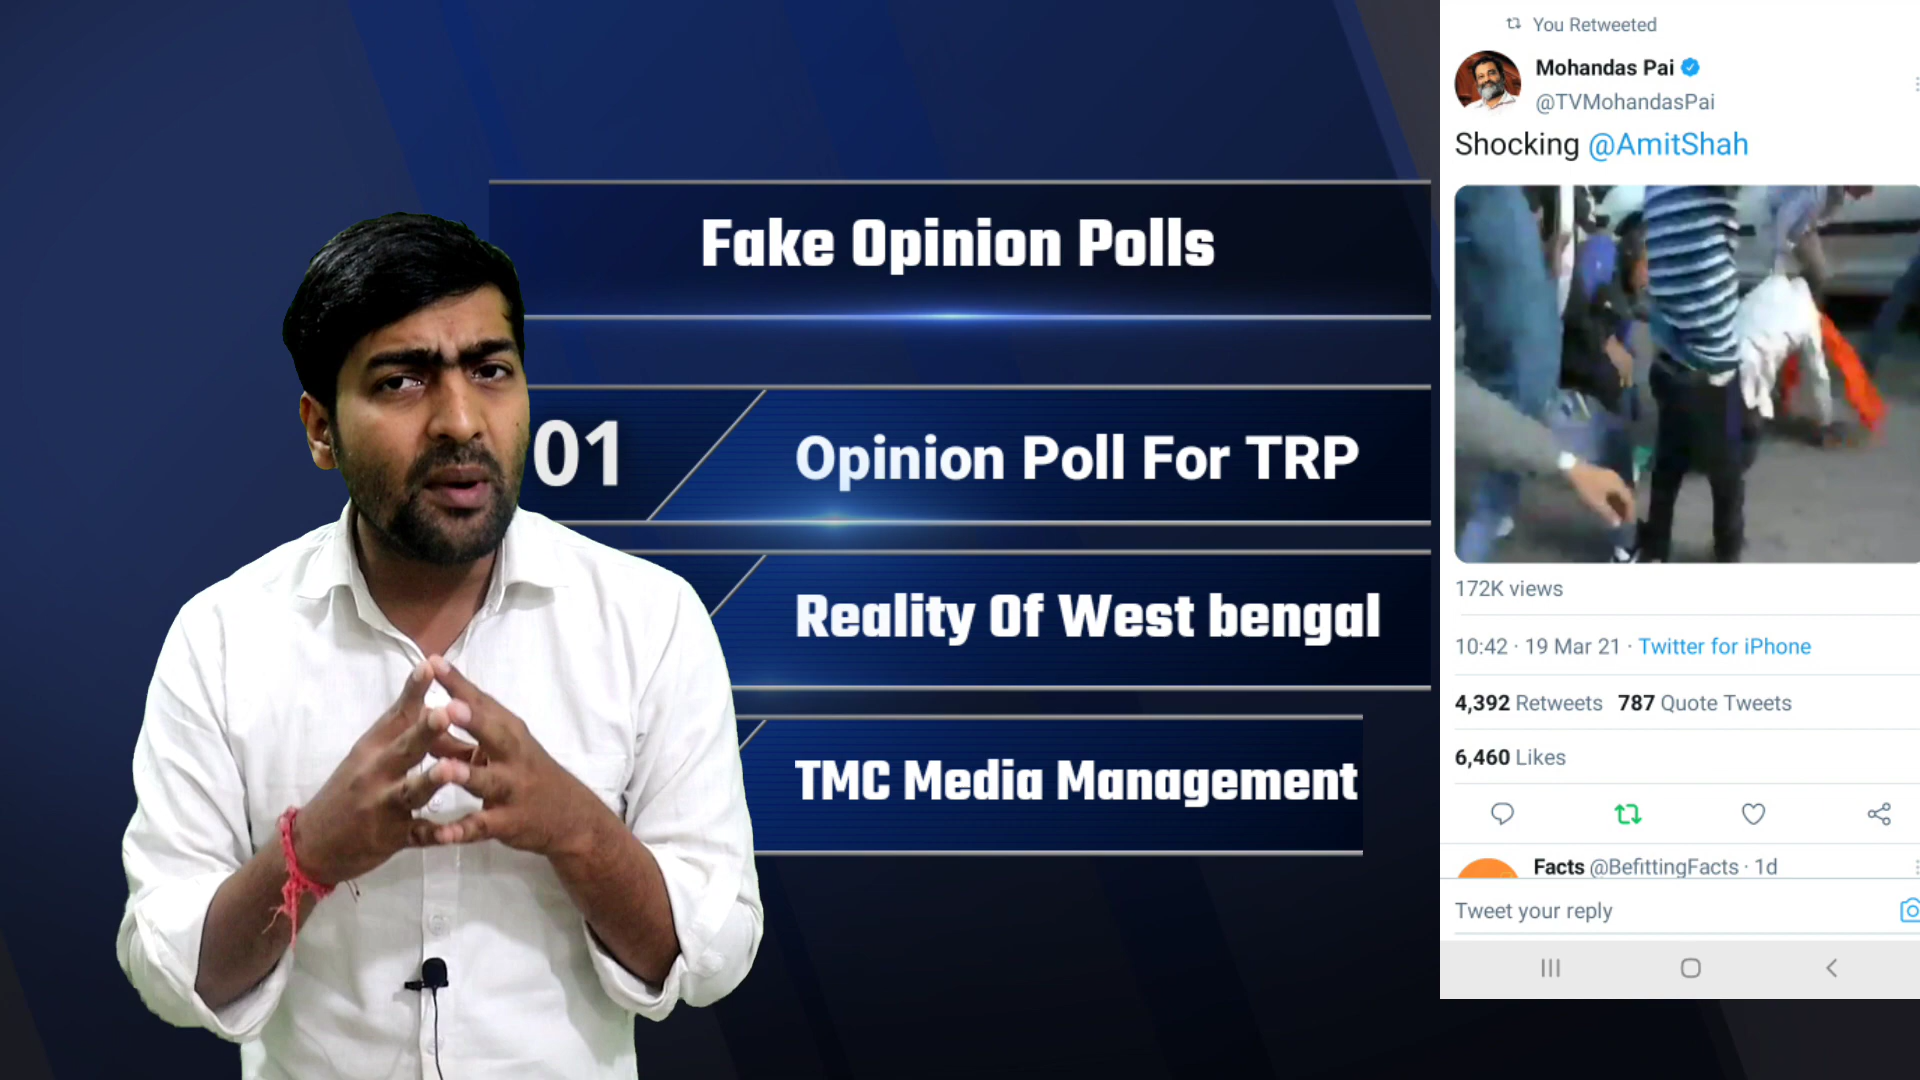 Fake Opinion Polls
01
Opinion Poll For TRP
Reality Of West bengal
TMC Media Management
You Retweeted
Mohandas Pai
@TVMohandasPai
Shocking @AmitShah
172K views
10:42 · 19 Mar 21 · Twitter for iPhone
4,392 Retweets 787 Quote Tweets
6,460 Likes
Facts @BefittingFacts · 1d
Tweet your reply